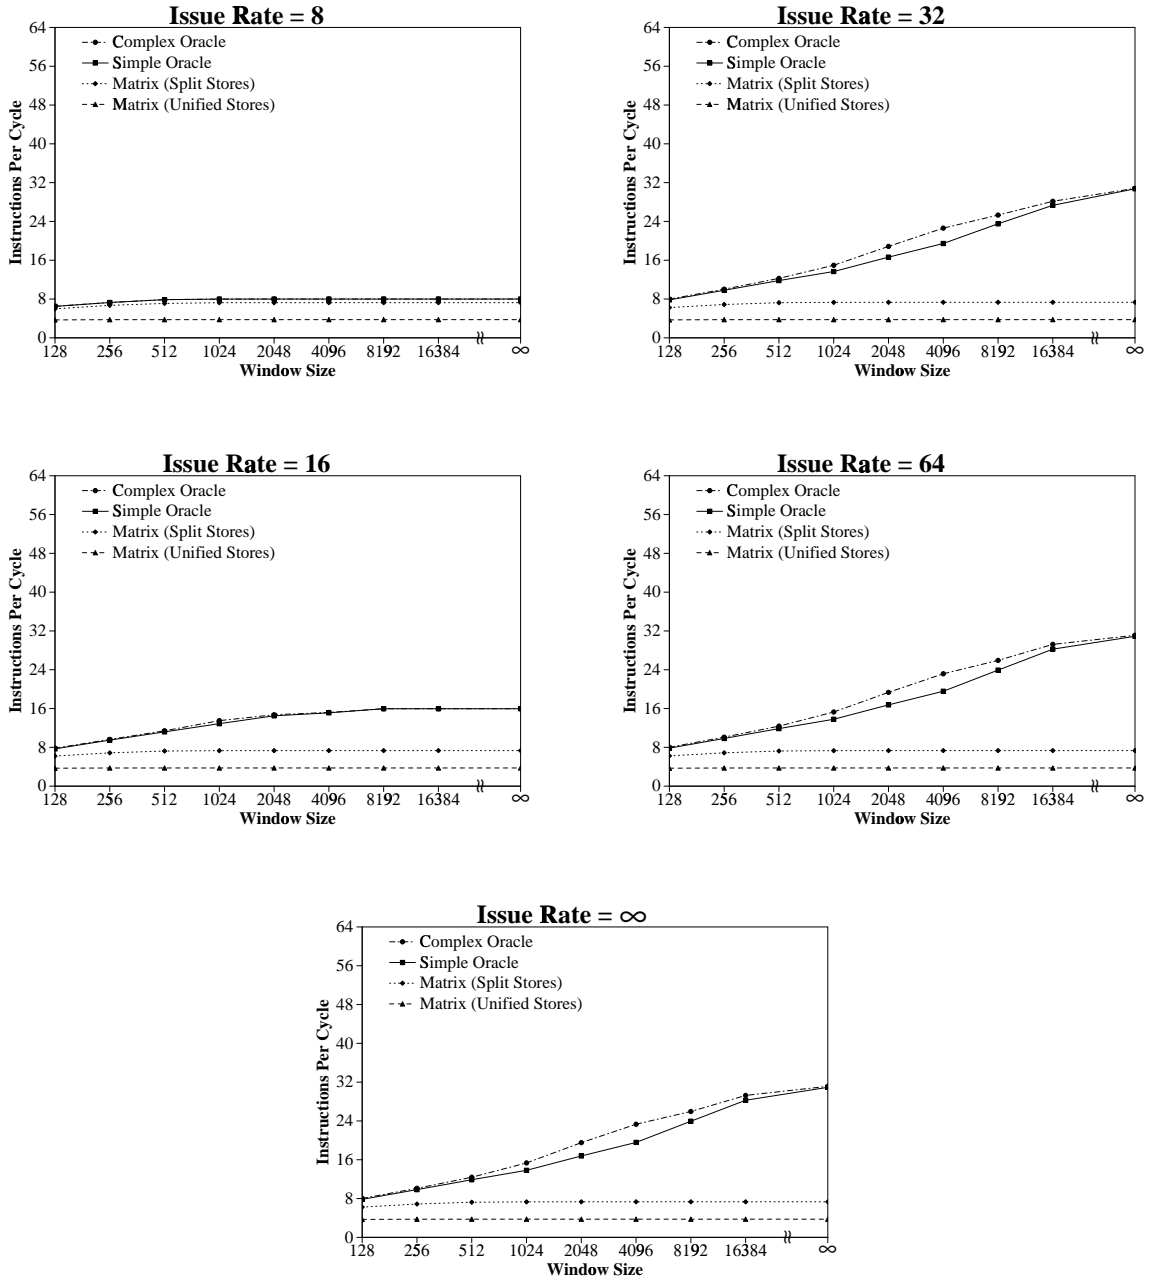 Issue Rate = 8
64
56
48
40
32
24
16
8
0
Instructions Per Cycle
Complex Oracle
Simple Oracle
Matrix (Split Stores)
Matrix (Unified Stores)
128 256 512 1024 2048 4096 8192 16384 ∞
Window Size
Issue Rate = 32
64
56
48
40
32
24
16
8
0
Instructions Per Cycle
Complex Oracle
Simple Oracle
Matrix (Split Stores)
Matrix (Unified Stores)
128 256 512 1024 2048 4096 8192 16384 ∞
Window Size
Issue Rate = 16
64
56
48
40
32
24
16
8
0
Instructions Per Cycle
Complex Oracle
Simple Oracle
Matrix (Split Stores)
Matrix (Unified Stores)
128 256 512 1024 2048 4096 8192 16384 ∞
Window Size
Issue Rate = 64
64
56
48
40
32
24
16
8
0
Instructions Per Cycle
Complex Oracle
Simple Oracle
Matrix (Split Stores)
Matrix (Unified Stores)
128 256 512 1024 2048 4096 8192 16384 ∞
Window Size
Issue Rate = ∞
64
56
48
40
32
24
16
8
0
Instructions Per Cycle
Complex Oracle
Simple Oracle
Matrix (Split Stores)
Matrix (Unified Stores)
128 256 512 1024 2048 4096 8192 16384 ∞
Window Size